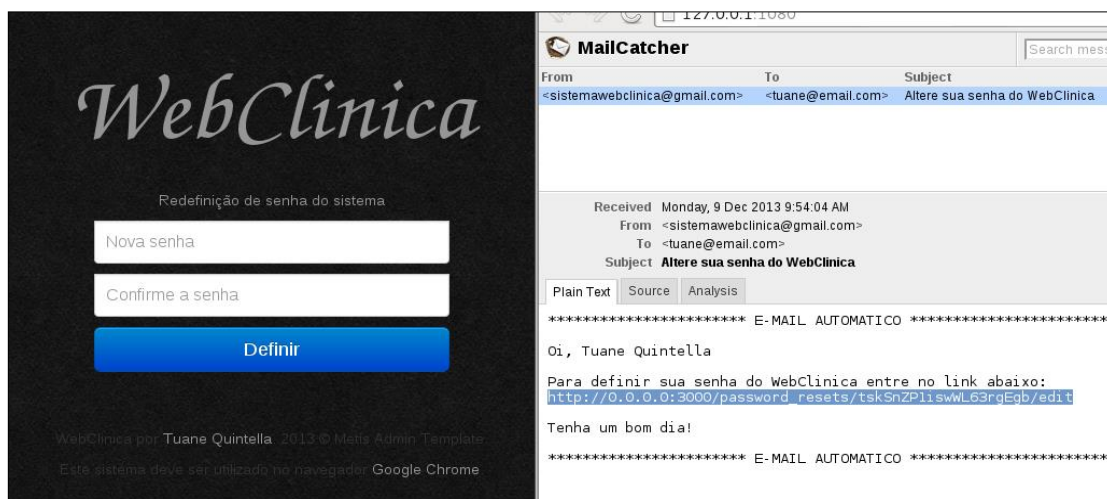 WebClinica
Redefinição de senha do sistema
Nova senha
Confirme a senha
Definir
WebClinica por Tuane Quintella 2013 © Metis Admin Template
Este sistema deve ser utilizado no navegador Google Chrome
127.0.0.1:1080
MailCatcher
Search mess
From To Subject
<sistemawebclinica@gmail.com> <tuane@email.com> Altere sua senha do WebClinica
Received Monday, 9 Dec 2013 9:54:04 AM
From <sistemawebclinica@gmail.com>
To <tuane@email.com>
Subject Altere sua senha do WebClinica
Plain Text Source Analysis
*********************** E-MAIL AUTOMATICO ***********************
Oi, Tuane Quintella
Para definir sua senha do WebClinica entre no link abaixo:
http://0.0.0.0:3000/password_resets/tskSnZP1iswWL63rgEgb/edit
Tenha um bom dia!
*********************** E-MAIL AUTOMATICO ***********************